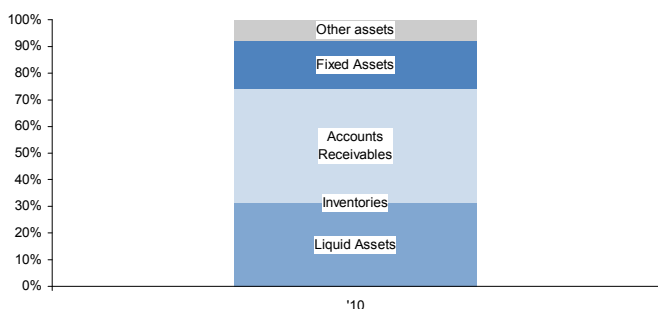 100%
90%
80%
70%
60%
50%
40%
30%
20%
10%
0%
Other assets
Fixed Assets
Accounts
Receivables
Inventories
Liquid Assets
'10